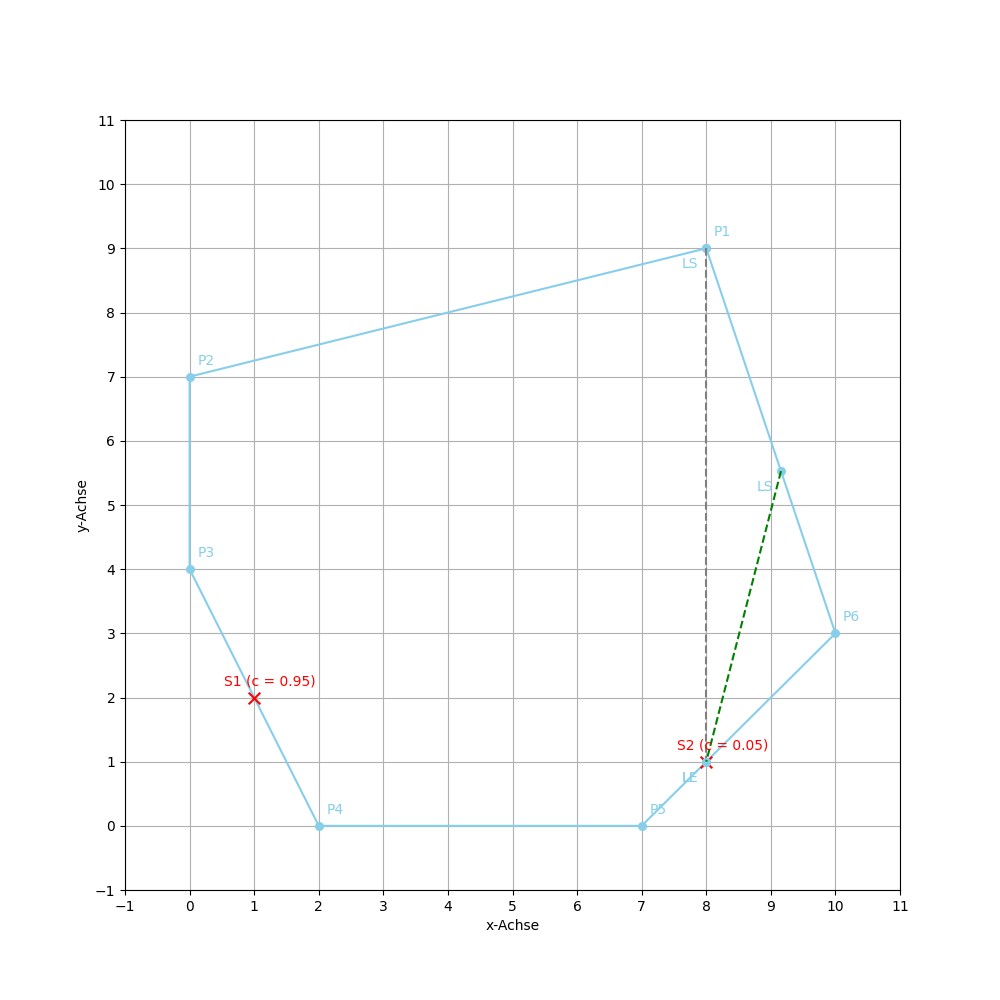 11
10
9
8
7
6
5
4
3
2
1
0
−1
y-Achse
P1
LS
P2
LS
P3
P6
S1 (c = 0.95)
S2 (c = 0.05)
LE
P4
P5
−1 0 1 2 3 4 5 6 7 8 9 10 11
x-Achse